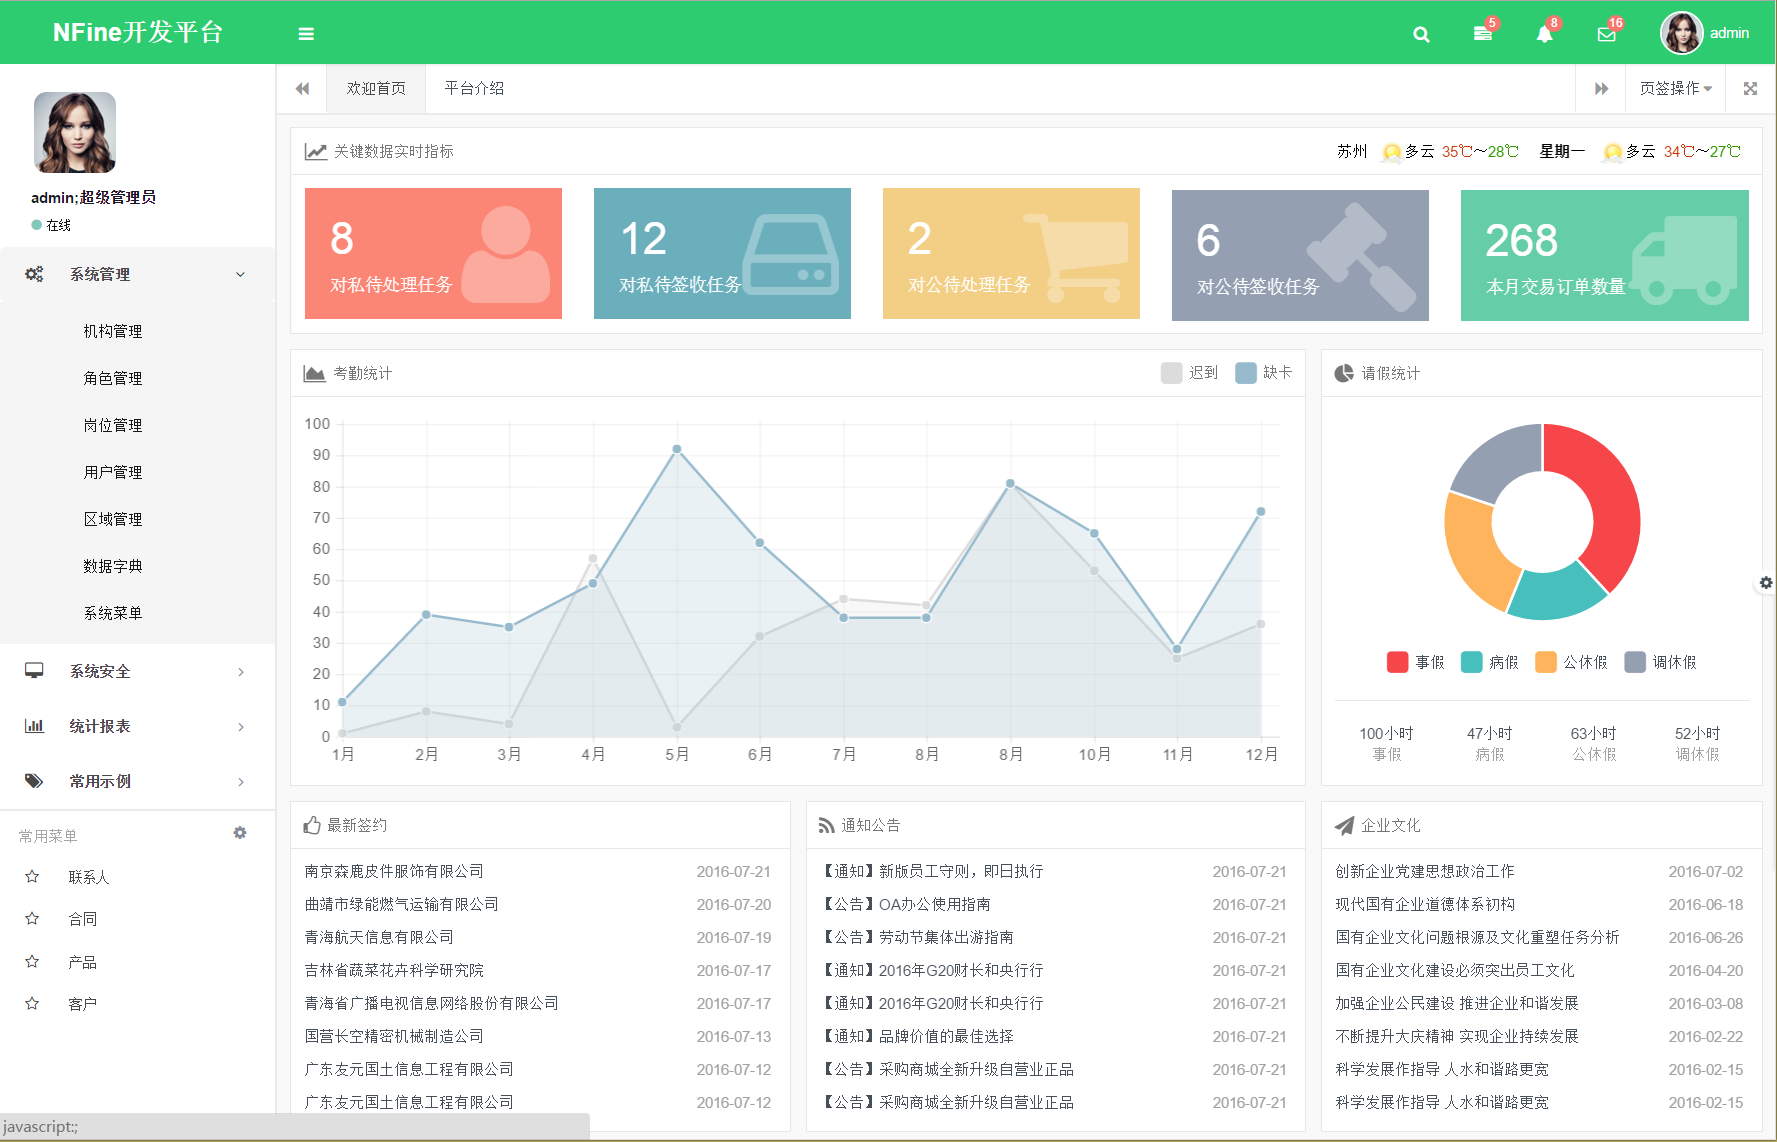 NFine开发平台
5
8
16
admin
欢迎首页
平台介绍
页签操作
admin;超级管理员
在线
系统管理
机构管理
角色管理
岗位管理
用户管理
区域管理
数据字典
系统菜单
系统安全
统计报表
常用示例
常用菜单
联系人
合同
产品
客户
关键数据实时指标
苏州 多云 35℃～28℃ 星期一 多云 34℃～27℃
8
对私待处理任务
12
对私待签收任务
2
对公待处理任务
6
对公待签收任务
268
本月交易订单数量
考勤统计
迟到 缺卡
100
90
80
70
60
50
40
30
20
10
0
1月 2月 3月 4月 5月 6月 7月 8月 8月 10月 11月 12月
请假统计
事假 病假 公休假 调休假
100小时 47小时 63小时 52小时
事假 病假 公休假 调休假
最新签约
南京森鹿皮件服饰有限公司 2016-07-21
曲靖市绿能燃气运输有限公司 2016-07-20
青海航天信息有限公司 2016-07-19
吉林省蔬菜花卉科学研究院 2016-07-17
青海省广播电视信息网络股份有限公司 2016-07-17
国营长空精密机械制造公司 2016-07-13
广东友元国土信息工程有限公司 2016-07-12
广东友元国土信息工程有限公司 2016-07-12
通知公告
【通知】新版员工守则，即日执行 2016-07-21
【公告】OA办公使用指南 2016-07-21
【公告】劳动节集体出游指南 2016-07-21
【通知】2016年G20财长和央行行 2016-07-21
【通知】2016年G20财长和央行行 2016-07-21
【通知】品牌价值的最佳选择 2016-07-21
【公告】采购商城全新升级自营业正品 2016-07-21
【公告】采购商城全新升级自营业正品 2016-07-21
企业文化
创新企业党建思想政治工作 2016-07-02
现代国有企业道德体系初构 2016-06-18
国有企业文化问题根源及文化重塑任务分析 2016-06-26
国有企业文化建设必须突出员工文化 2016-04-20
加强企业公民建设 推进企业和谐发展 2016-03-08
不断提升大庆精神 实现企业持续发展 2016-02-22
科学发展作指导 人水和谐路更宽 2016-02-15
科学发展作指导 人水和谐路更宽 2016-02-15
javascript:;